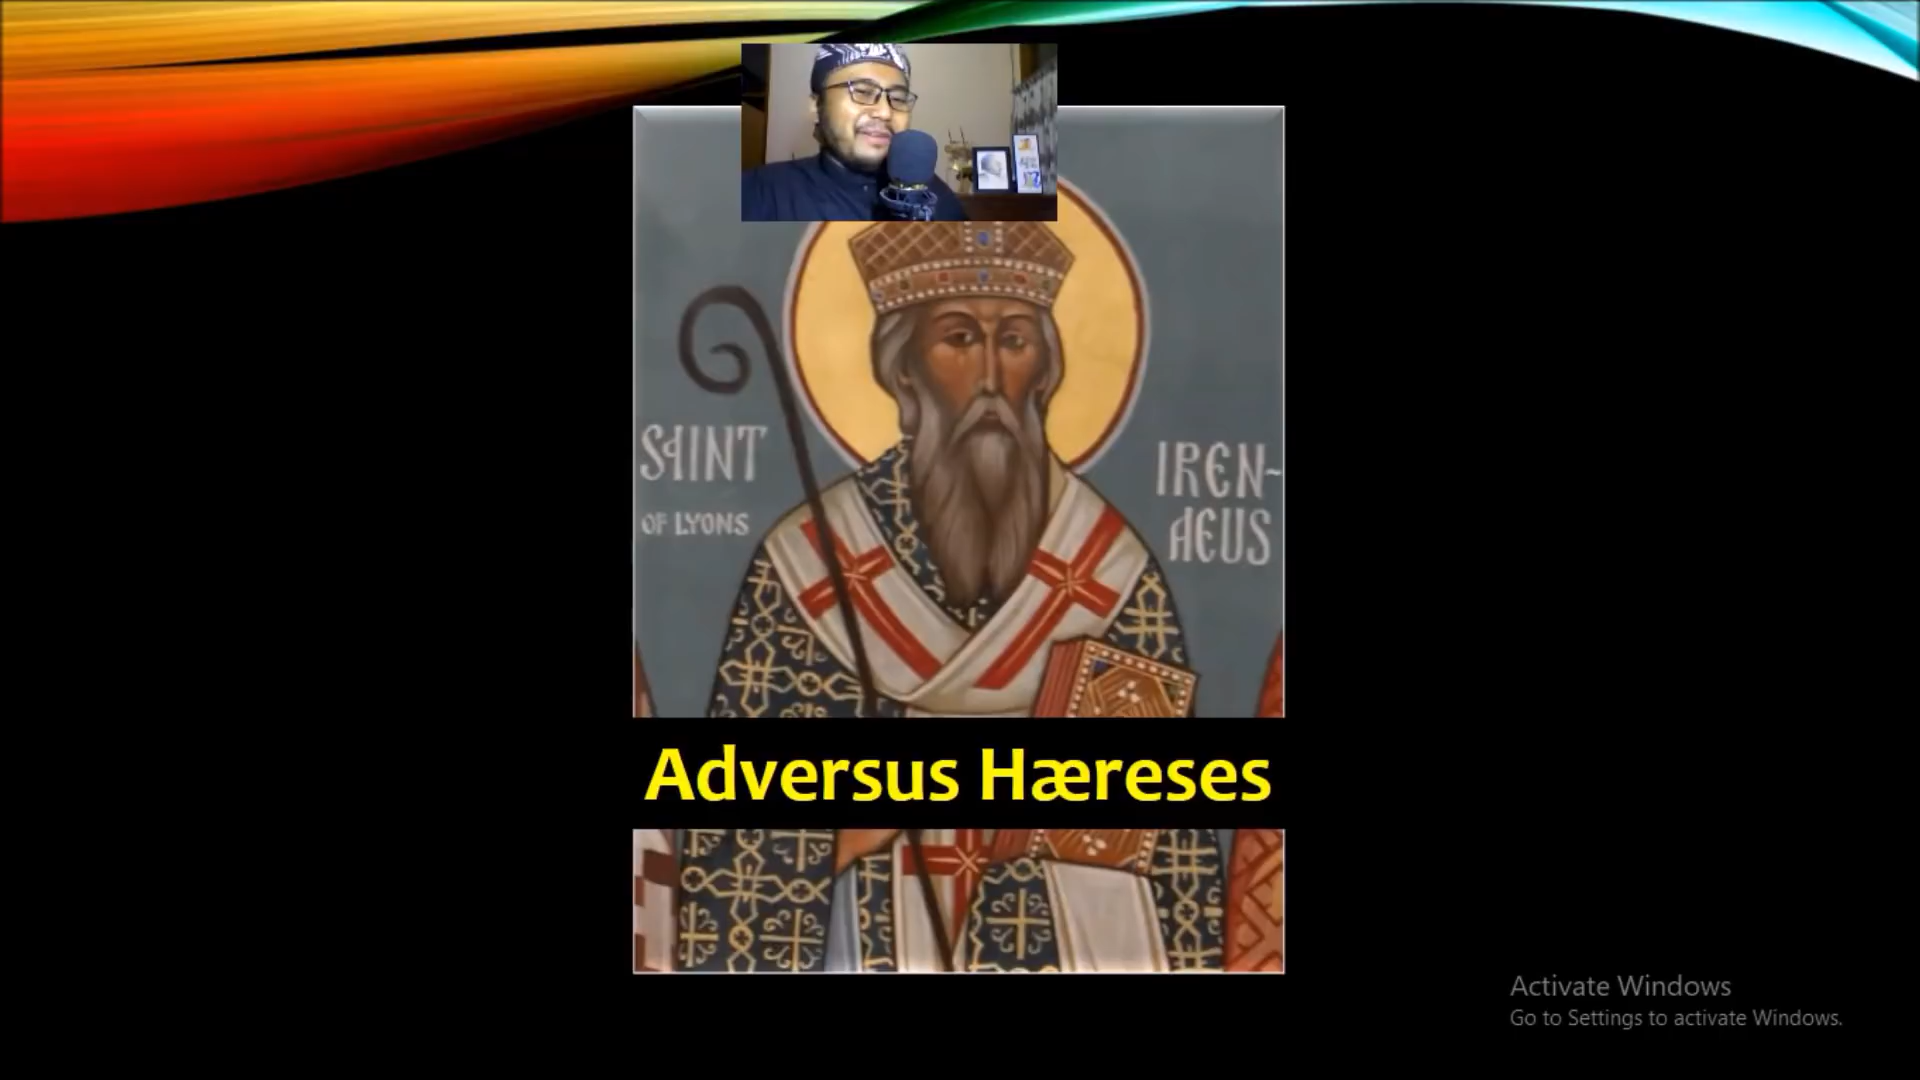 SAINT
OF LYONS
IREN-
AEUS
Adversus Hæreses
Activate Windows
Go to Settings to activate Windows.